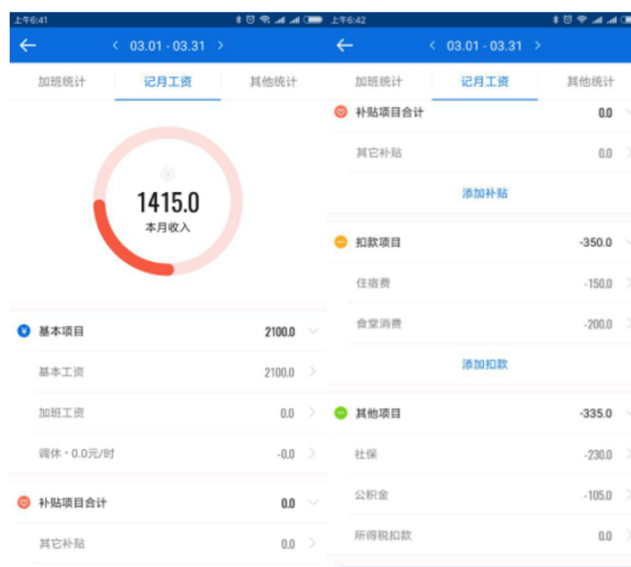 上午6:41
03.01 - 03.31
加班统计 记月工资 其他统计
1415.0
本月收入
基本项目 2100.0
基本工资 2100.0
加班工资 0.0
调休·0.0元/时 -0.0
补贴项目合计 0.0
其它补贴 0.0
上午6:42
03.01 - 03.31
加班统计 记月工资 其他统计
补贴项目合计 0.0
其它补贴 0.0
添加补贴
扣款项目 -350.0
住宿费 -150.0
食堂消费 -200.0
添加扣款
其他项目 -335.0
社保 -230.0
公积金 -105.0
所得税扣款 0.0